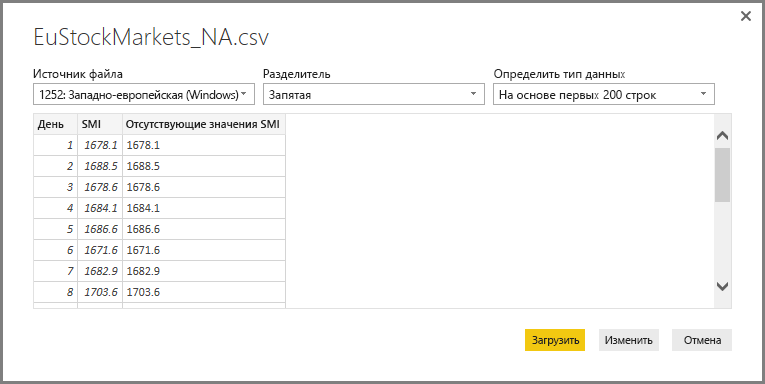 EuStockMarkets_NA.csv
Источник файла Разделитель Определить тип данных
1252: Западно-европейская (Windows) Запятая На основе первых 200 строк
День SMI Отсутствующие значения SMI
1 1678.1 1678.1
2 1688.5 1688.5
3 1678.6 1678.6
4 1684.1 1684.1
5 1686.6 1686.6
6 1671.6 1671.6
7 1682.9 1682.9
8 1703.6 1703.6
Загрузить Изменить Отмена